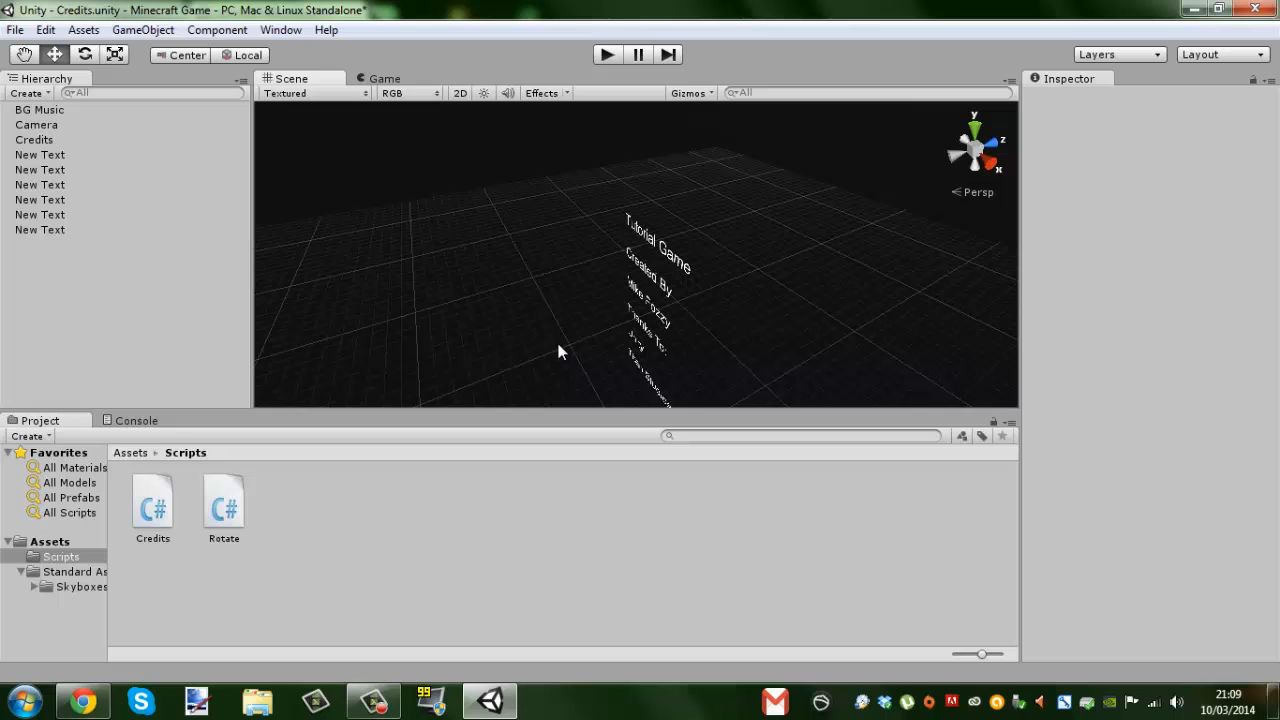 Unity - Credits.unity - Minecraft Game - PC, Mac & Linux Standalone*
File Edit Assets GameObject Component Window Help
Center Local Layers Layout
Hierarchy Scene Game Inspector
Create All Textured RGB 2D Effects Gizmos All
BG Music
Camera
Credits
New Text
New Text
New Text
New Text
New Text
New Text
y
z
x
Persp
Tutorial Game
Created By
Mike
Thanks To:
Project Console
Create
Favorites
All Materials
All Models
All Prefabs
All Scripts
Assets
Scripts
Standard As
Skyboxes
Assets Scripts
C# C#
Credits Rotate
99
21:09
10/03/2014